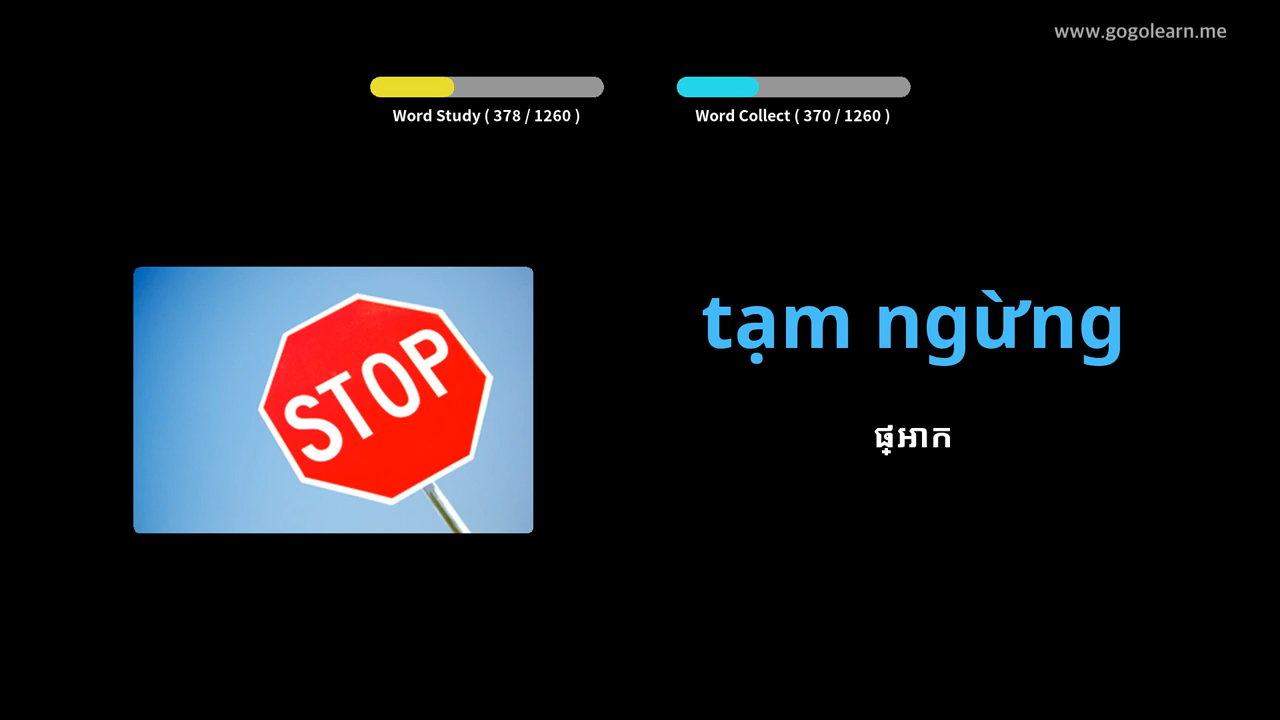 www.gogolearn.me
Word Study ( 378 / 1260 )
Word Collect ( 370 / 1260 )
STOP
tạm ngừng
ផ្អាក